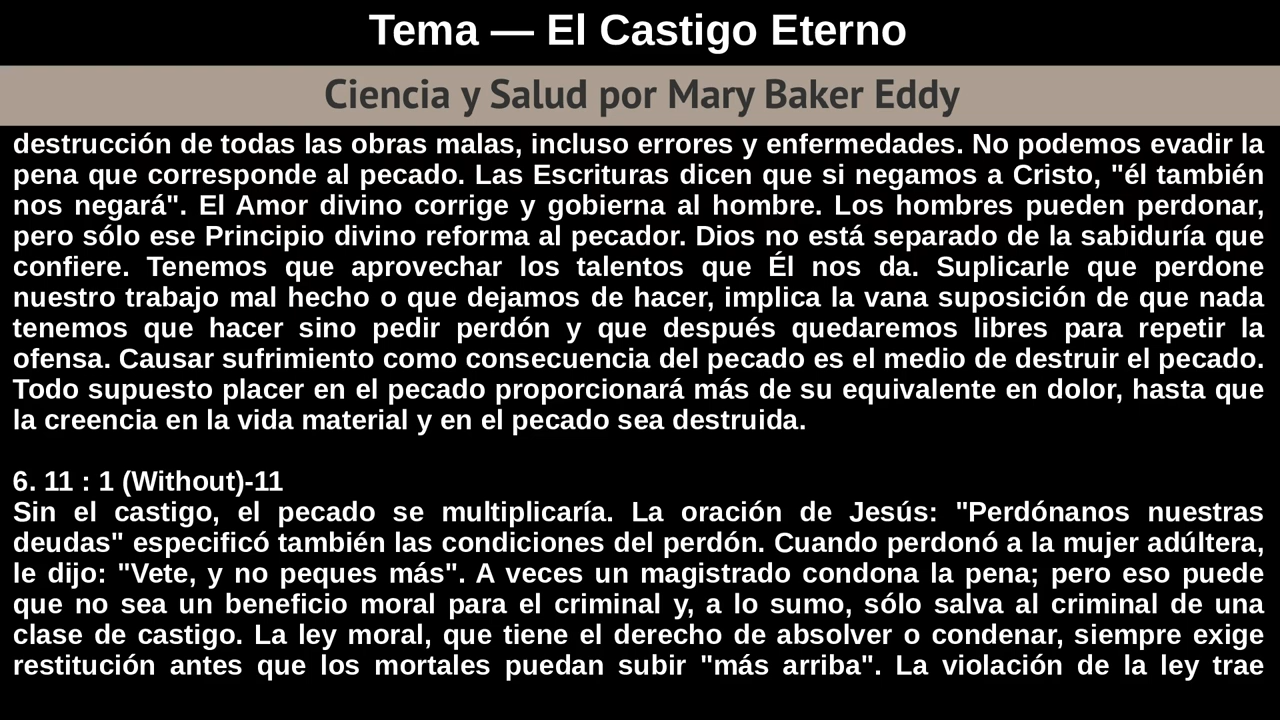 Tema — El Castigo Eterno
Ciencia y Salud por Mary Baker Eddy
destrucción de todas las obras malas, incluso errores y enfermedades. No podemos evadir la
pena que corresponde al pecado. Las Escrituras dicen que si negamos a Cristo, "él también
nos negará". El Amor divino corrige y gobierna al hombre. Los hombres pueden perdonar,
pero sólo ese Principio divino reforma al pecador. Dios no está separado de la sabiduría que
confiere. Tenemos que aprovechar los talentos que Él nos da. Suplicarle que perdone
nuestro trabajo mal hecho o que dejamos de hacer, implica la vana suposición de que nada
tenemos que hacer sino pedir perdón y que después quedaremos libres para repetir la
ofensa. Causar sufrimiento como consecuencia del pecado es el medio de destruir el pecado.
Todo supuesto placer en el pecado proporcionará más de su equivalente en dolor, hasta que
la creencia en la vida material y en el pecado sea destruida.
6. 11 : 1 (Without)-11
Sin el castigo, el pecado se multiplicaría. La oración de Jesús: "Perdónanos nuestras
deudas" especificó también las condiciones del perdón. Cuando perdonó a la mujer adúltera,
le dijo: "Vete, y no peques más". A veces un magistrado condona la pena; pero eso puede
que no sea un beneficio moral para el criminal y, a lo sumo, sólo salva al criminal de una
clase de castigo. La ley moral, que tiene el derecho de absolver o condenar, siempre exige
restitución antes que los mortales puedan subir "más arriba". La violación de la ley trae